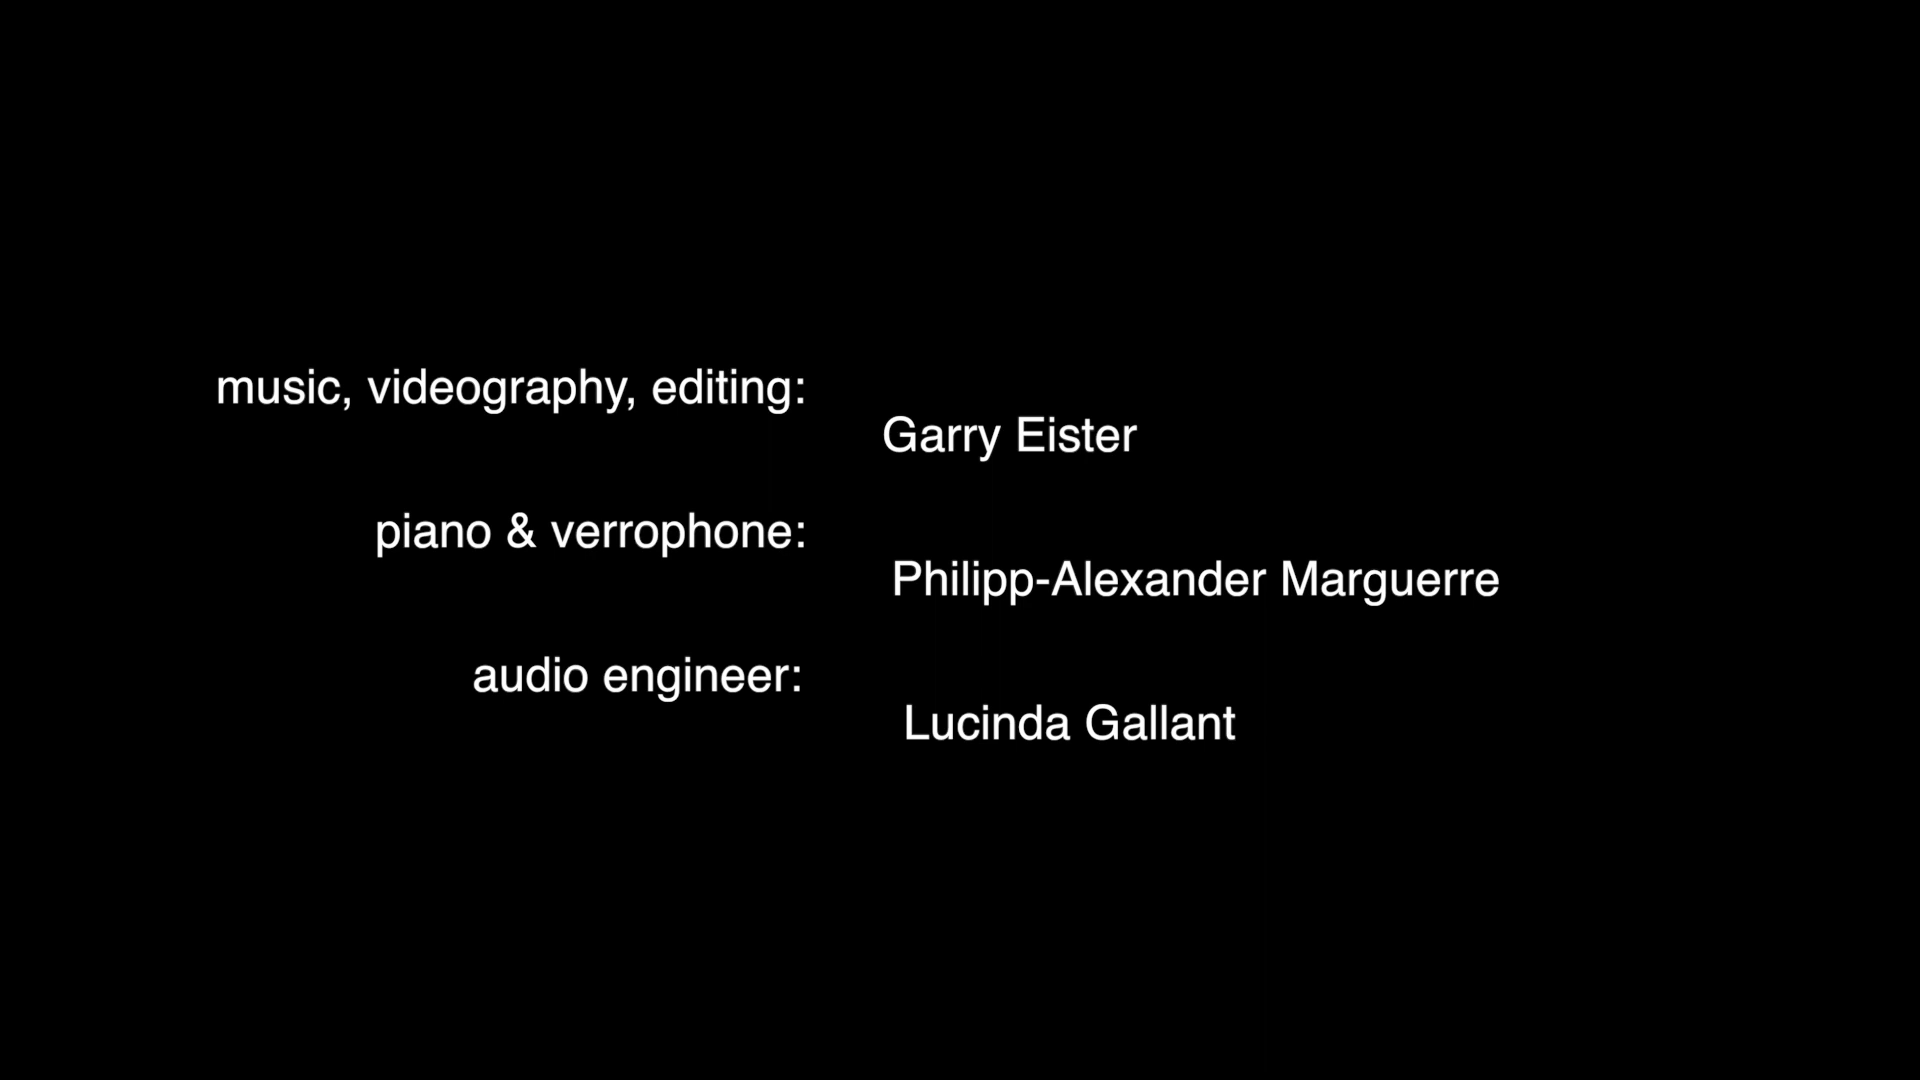 music, videography, editing:
Garry Eister
piano & verrophone:
Philipp-Alexander Marguerre
audio engineer:
Lucinda Gallant